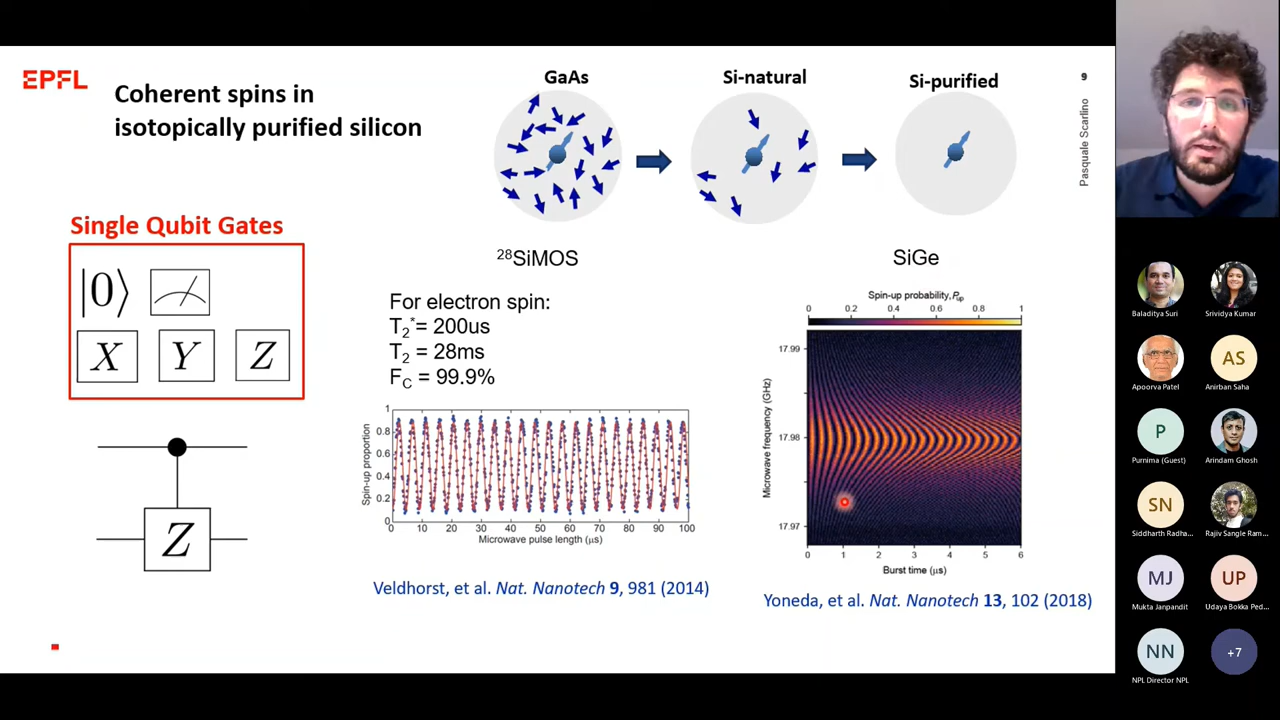 EPFL
Coherent spins in
isotopically purified silicon
GaAs
Si-natural
Si-purified
9
Pasquale Scarlino
Single Qubit Gates
|0⟩
X Y Z
Z
28SiMOS
For electron spin:
T2*= 200us
T2 = 28ms
FC = 99.9%
Spin-up proportion
1
0.8
0.6
0.4
0.2
0
0 10 20 30 40 50 60 70 80 90 100
Microwave pulse length (μs)
Veldhorst, et al. Nat. Nanotech 9, 981 (2014)
SiGe
Spin-up probability, Pup
0 0.2 0.4 0.6 0.8 1
Microwave frequency (GHz)
17.99
17.98
17.97
0 1 2 3 4 5 6
Burst time (μs)
Yoneda, et al. Nat. Nanotech 13, 102 (2018)
Baladitya Suri
Srividya Kumar
Apoorva Patel
AS
Anirban Saha
P
Purnima (Guest)
Arindam Ghosh
SN
Siddharth Radha...
Rajiv Sangle Ram...
MJ
Mukta Janpandit
UP
Udaya Bokka Ped...
NN
NPL Director NPL
+7